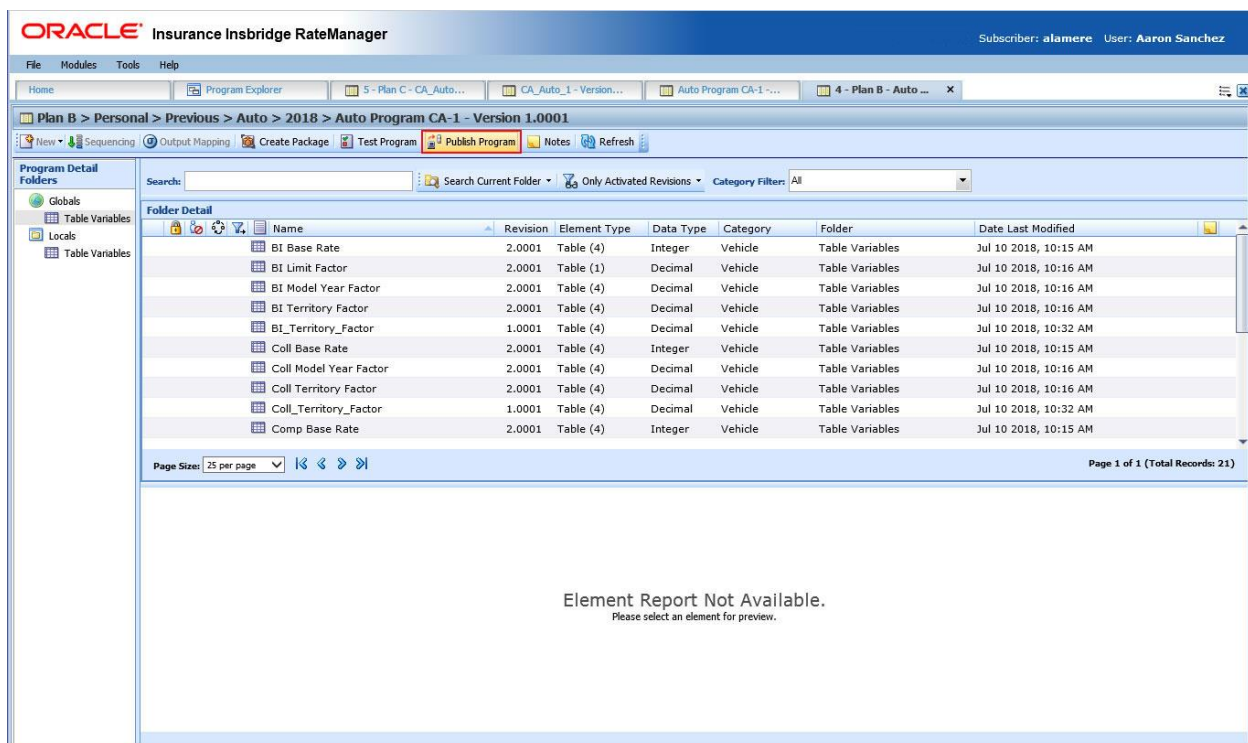 ORACLE Insurance Insbridge RateManager
Subscriber: alamere User: Aaron Sanchez
File Modules Tools Help
Home Program Explorer 5 - Plan C - CA_Auto... CA_Auto_1 - Version... Auto Program CA-1 -... 4 - Plan B - Auto ... x
Plan B > Personal > Previous > Auto > 2018 > Auto Program CA-1 - Version 1.0001
New Sequencing Output Mapping Create Package Test Program Publish Program Notes Refresh
Program Detail Folders
Globals
Table Variables
Locals
Table Variables
Search: Search Current Folder Only Activated Revisions Category Filter: All
Folder Detail
Name Revision Element Type Data Type Category Folder Date Last Modified
BI Base Rate 2.0001 Table (4) Integer Vehicle Table Variables Jul 10 2018, 10:15 AM
BI Limit Factor 2.0001 Table (1) Decimal Vehicle Table Variables Jul 10 2018, 10:16 AM
BI Model Year Factor 2.0001 Table (4) Decimal Vehicle Table Variables Jul 10 2018, 10:16 AM
BI Territory Factor 2.0001 Table (4) Decimal Vehicle Table Variables Jul 10 2018, 10:16 AM
BI_Territory_Factor 1.0001 Table (4) Decimal Vehicle Table Variables Jul 10 2018, 10:32 AM
Coll Base Rate 2.0001 Table (4) Integer Vehicle Table Variables Jul 10 2018, 10:15 AM
Coll Model Year Factor 2.0001 Table (4) Decimal Vehicle Table Variables Jul 10 2018, 10:16 AM
Coll Territory Factor 2.0001 Table (4) Decimal Vehicle Table Variables Jul 10 2018, 10:16 AM
Coll_Territory_Factor 1.0001 Table (4) Decimal Vehicle Table Variables Jul 10 2018, 10:32 AM
Comp Base Rate 2.0001 Table (4) Integer Vehicle Table Variables Jul 10 2018, 10:15 AM
Page Size: 25 per page Page 1 of 1 (Total Records: 21)
Element Report Not Available.
Please select an element for preview.